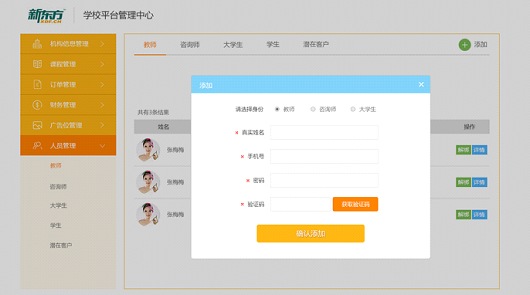 新东方 XDF.CN 学校平台管理中心
机构信息管理
课程管理
订单管理
财务管理
广告位管理
人员管理
教师
咨询师
大学生
学生
潜在客户
教师 咨询师 大学生 学生 潜在客户 添加
共有3条结果
姓名 操作
张梅梅 解绑 详情
张梅梅 解绑 详情
张梅梅 解绑 详情
添加
请选择身份 教师 咨询师 大学生
* 真实姓名
* 手机号
* 密码
* 验证码 获取验证码
确认添加